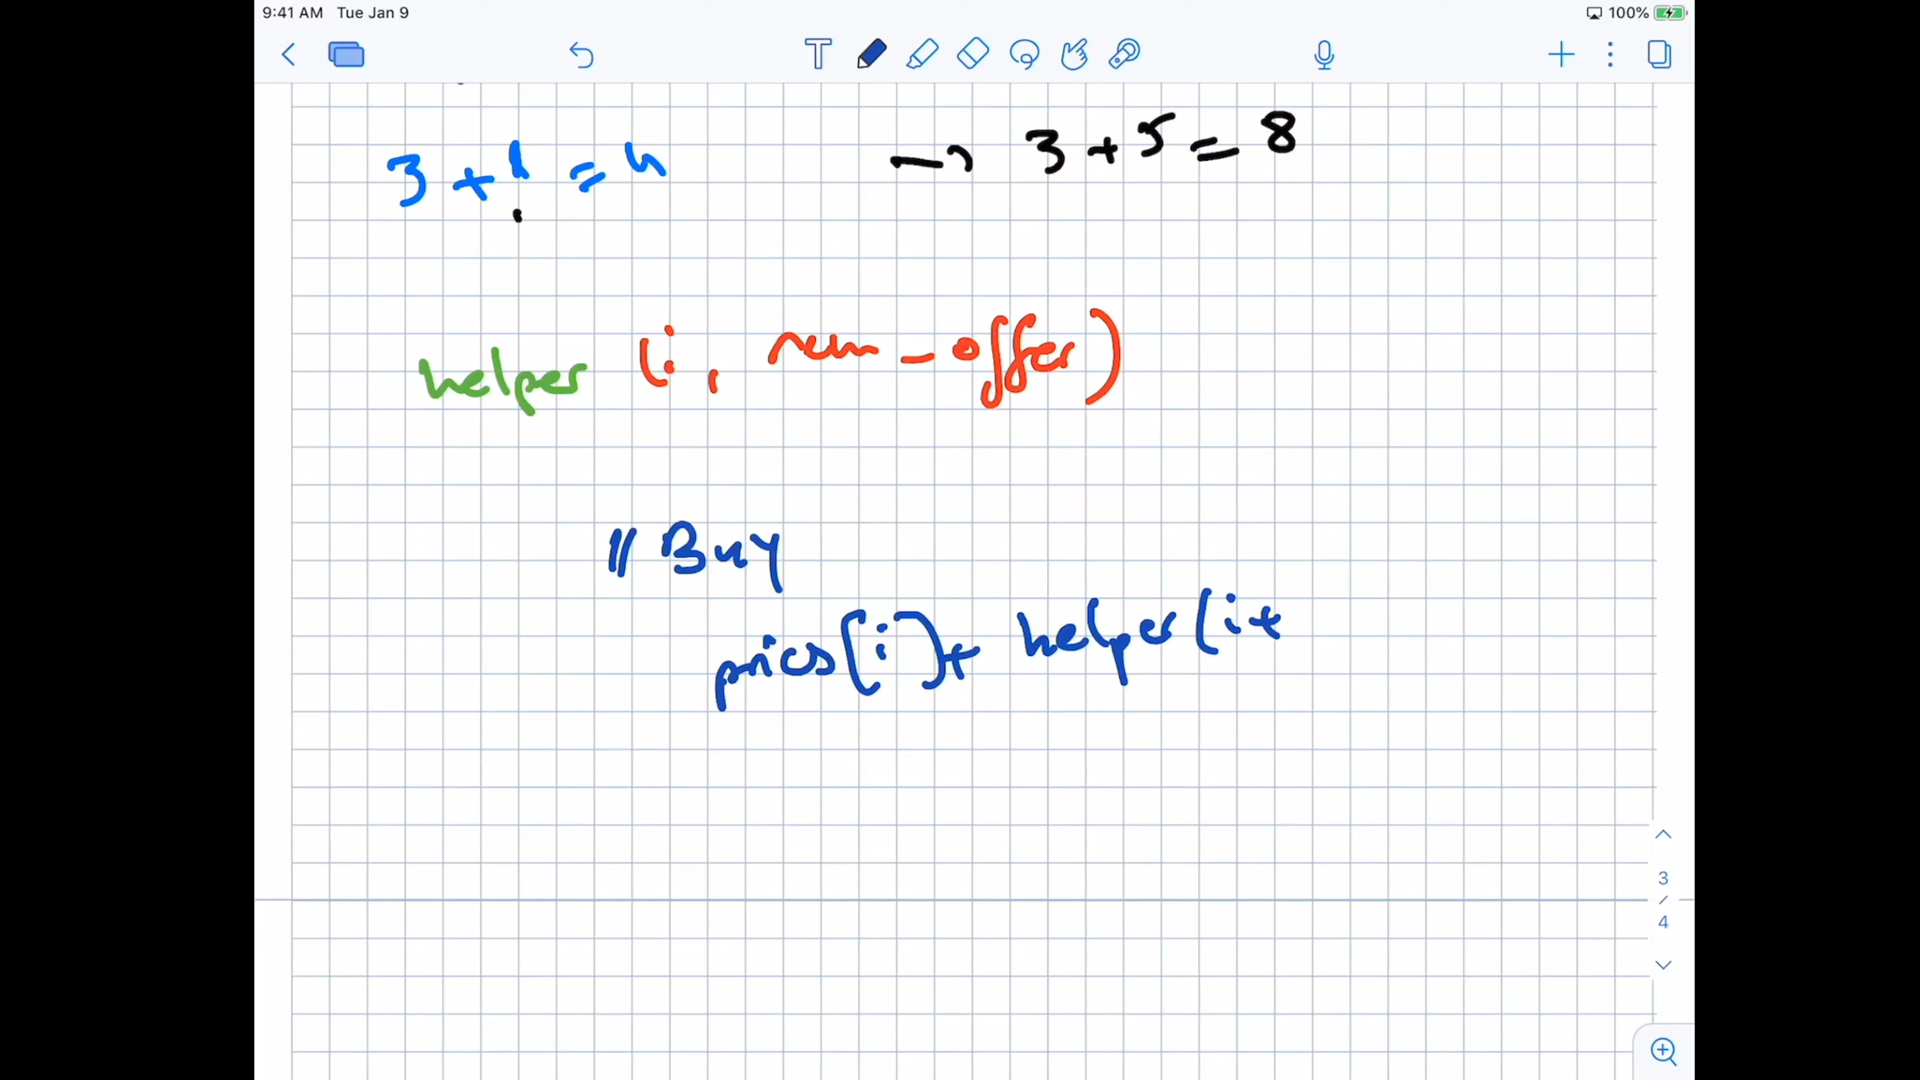 9:41 AM Tue Jan 9 100%
3 + 1 = 4 → 3 + 5 = 8
helper (i, num_offer)
// Buy
prices[i] + helper(i+
3
/
4